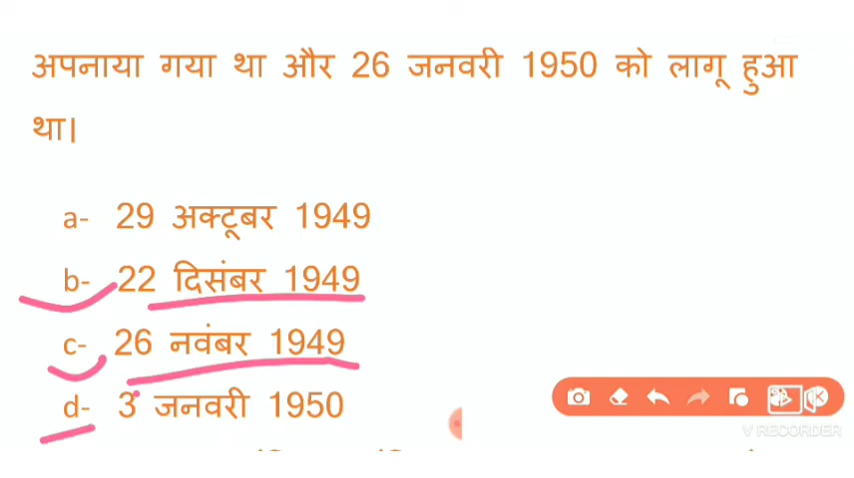 अपनाया गया था और 26 जनवरी 1950 को लागू हुआ
था।
a- 29 अक्टूबर 1949
b- 22 दिसंबर 1949
c- 26 नवंबर 1949
d- 3 जनवरी 1950
V RECORDER